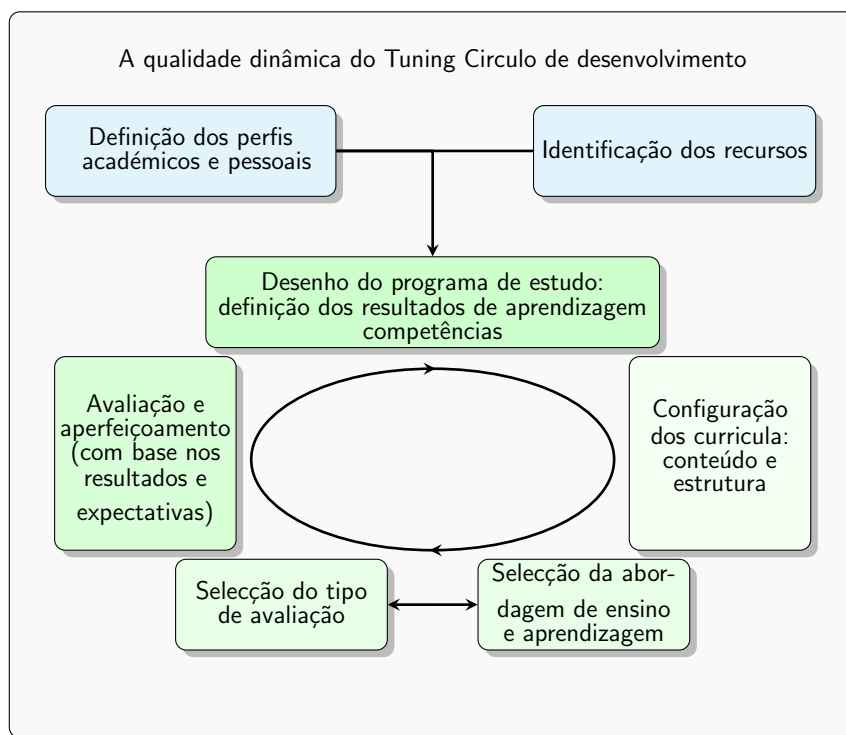 A qualidade dinâmica do Tuning Circulo de desenvolvimento
Definição dos perfis
académicos e pessoais
Identificação dos recursos
Desenho do programa de estudo:
definição dos resultados de aprendizagem
competências
Avaliação e
aperfeiçoamento
(com base nos
resultados e
expectativas)
Configuração
dos curricula:
conteúdo e
estrutura
Selecção do tipo
de avaliação
Selecção da abor-
dagem de ensino
e aprendizagem